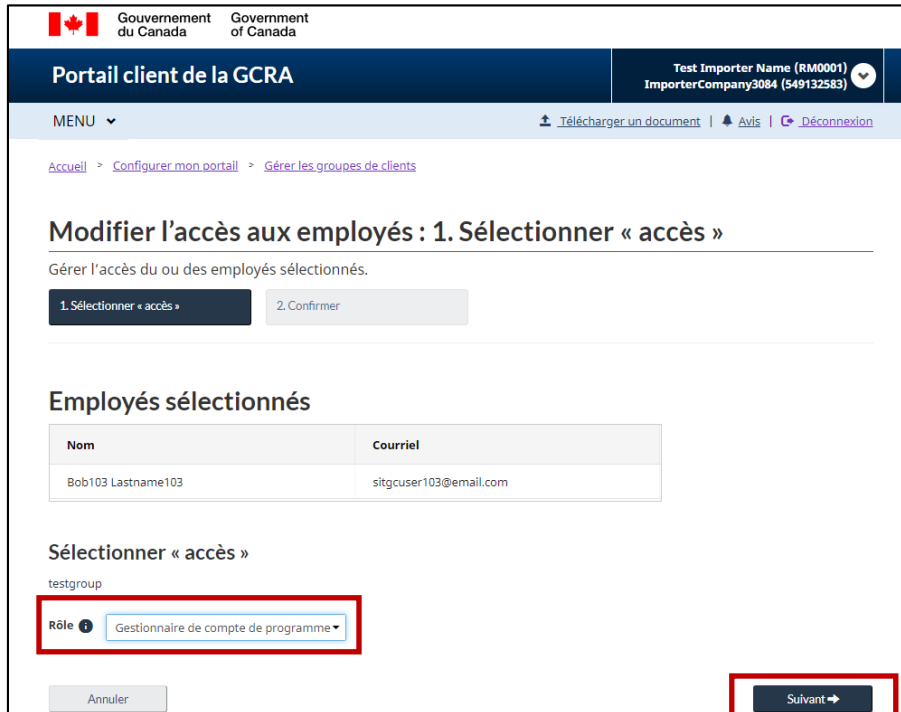 Gouvernement Government
du Canada of Canada
Portail client de la GCRA
Test Importer Name (RM0001)
ImporterCompany3084 (549132583)
MENU
Télécharger un document | Avis | Déconnexion
Accueil > Configurer mon portail > Gérer les groupes de clients
Modifier l’accès aux employés : 1. Sélectionner « accès »
Gérer l’accès du ou des employés sélectionnés.
1. Sélectionner « accès » 2. Confirmer
Employés sélectionnés
Nom Courriel
Bob103 Lastname103 sitgcuser103@email.com
Sélectionner « accès »
testgroup
Rôle Gestionnaire de compte de programme
Annuler Suivant